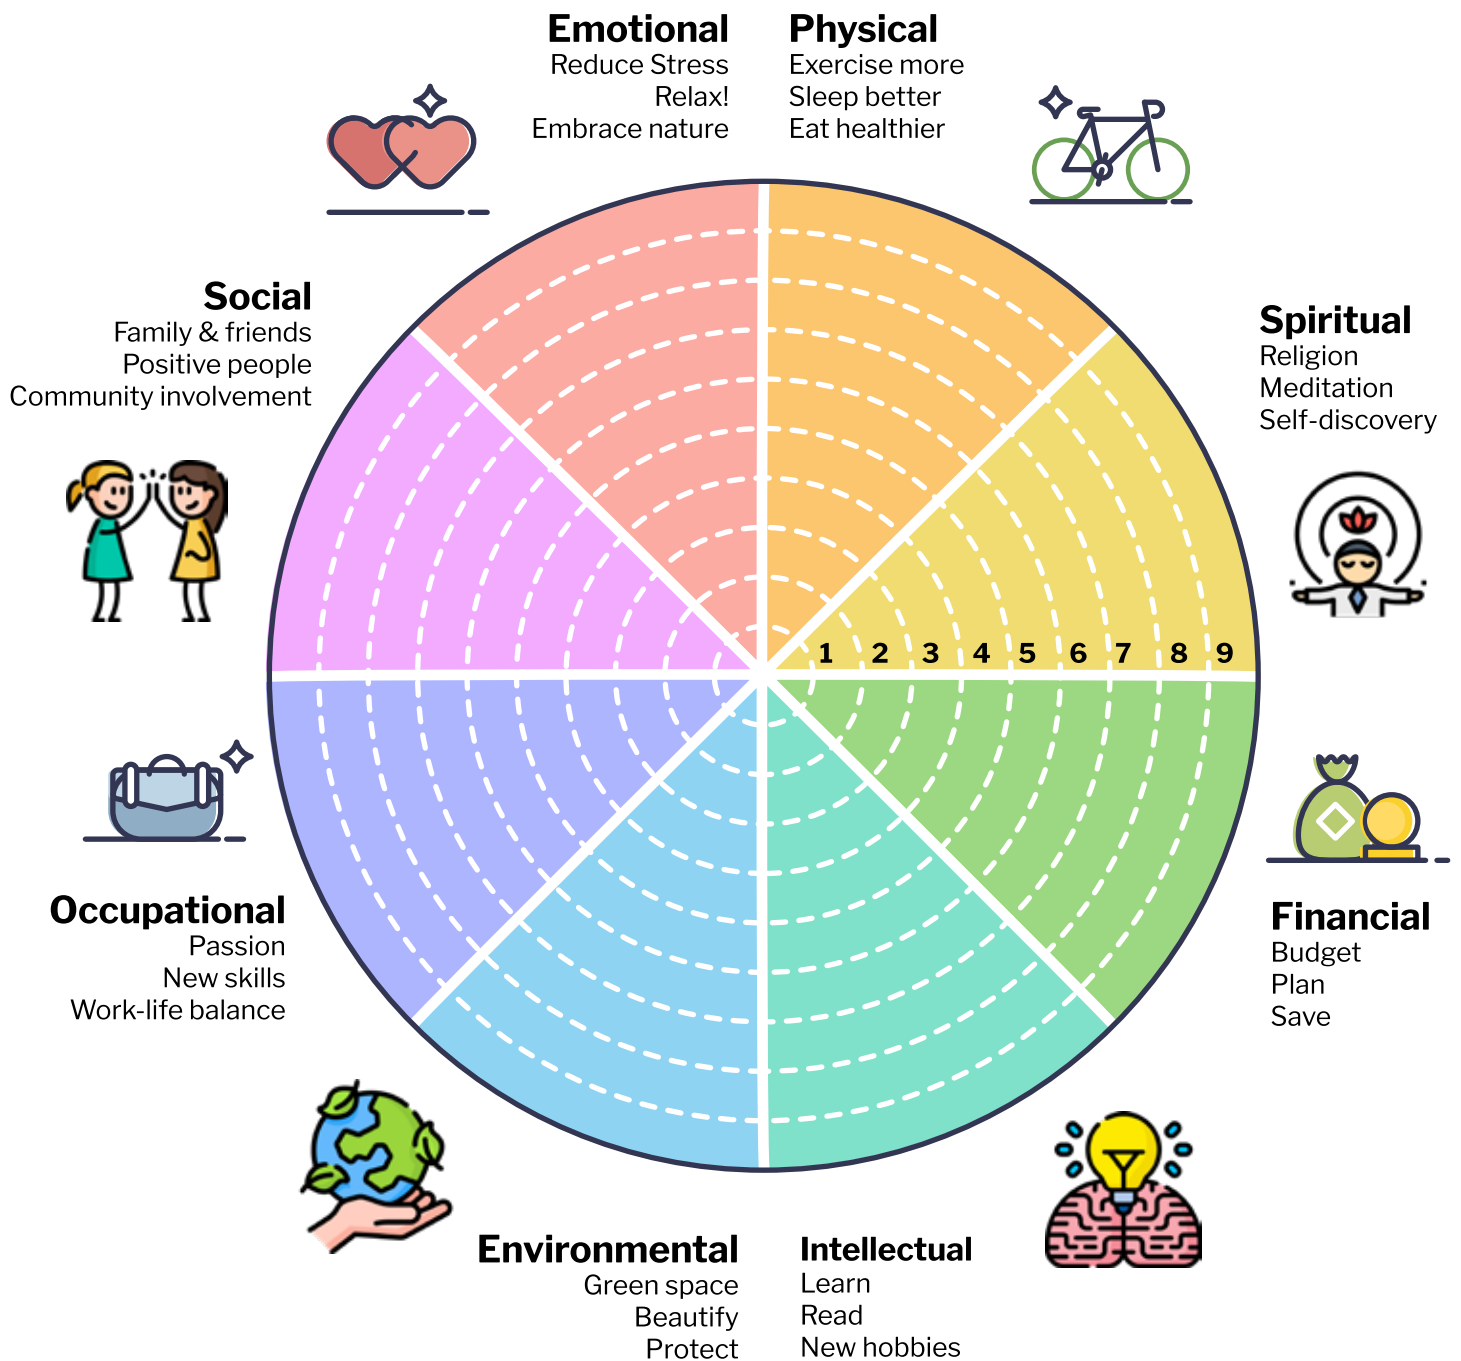 Emotional
Reduce Stress
Relax!
Embrace nature
Physical
Exercise more
Sleep better
Eat healthier
Social
Family & friends
Positive people
Community involvement
Spiritual
Religion
Meditation
Self-discovery
1 2 3 4 5 6 7 8 9
Occupational
Passion
New skills
Work-life balance
Financial
Budget
Plan
Save
Environmental
Green space
Beautify
Protect
Intellectual
Learn
Read
New hobbies